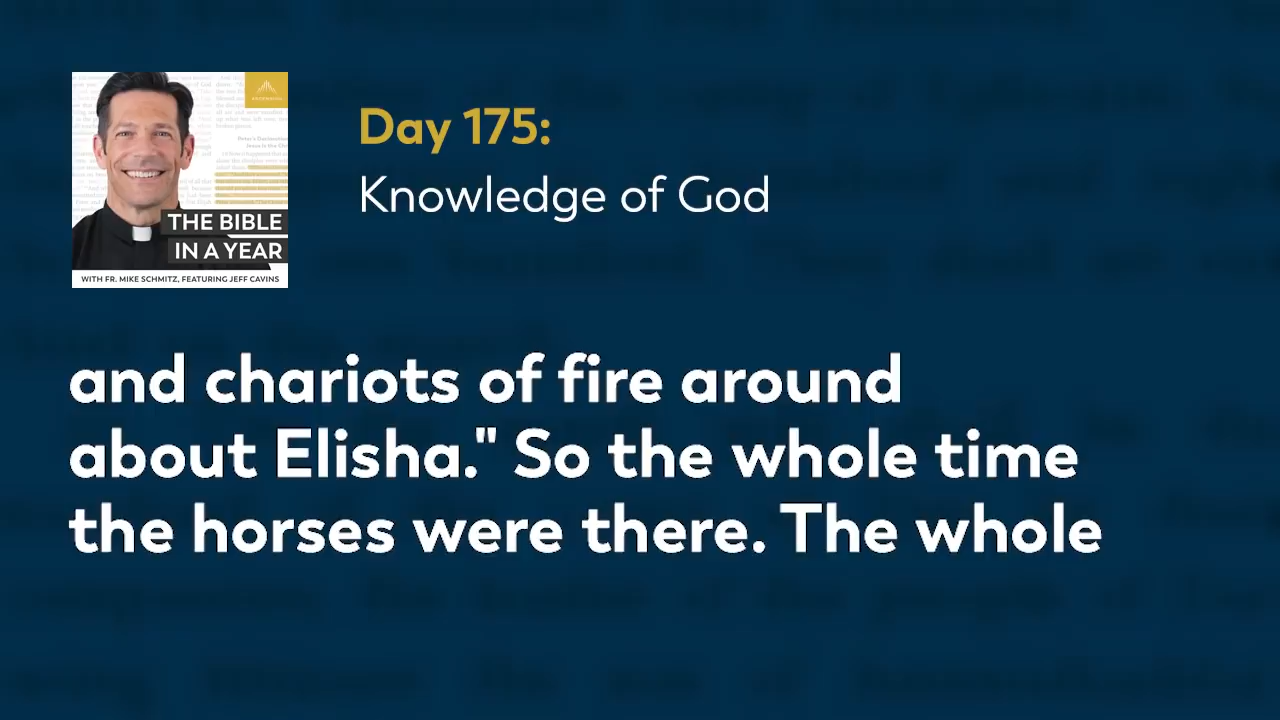 Day 175:
Knowledge of God
THE BIBLE
IN A YEAR
WITH FR. MIKE SCHMITZ, FEATURING JEFF CAVINS
and chariots of fire around
about Elisha." So the whole time
the horses were there. The whole